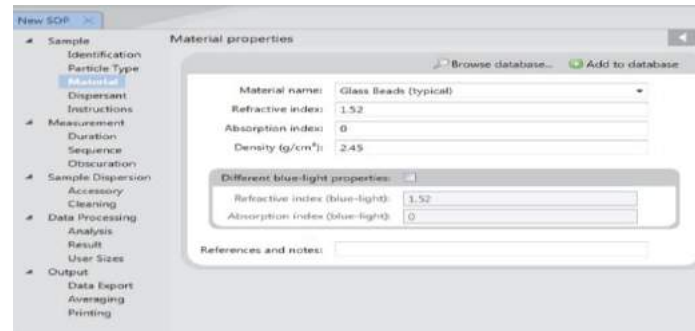 New SOP
Sample
Identification
Particle Type
Material
Dispersant
Instructions
Measurement
Duration
Sequence
Obscuration
Sample Dispersion
Accessory
Cleaning
Data Processing
Analysis
Result
User Sizes
Output
Data Export
Averaging
Printing
Material properties
Browse database... Add to database
Material name: Glass Beads (typical)
Refractive index: 1.52
Absorption index: 0
Density (g/cm³): 2.45
Different blue-light properties:
Refractive index (blue-light): 1.52
Absorption index (blue-light): 0
References and notes: